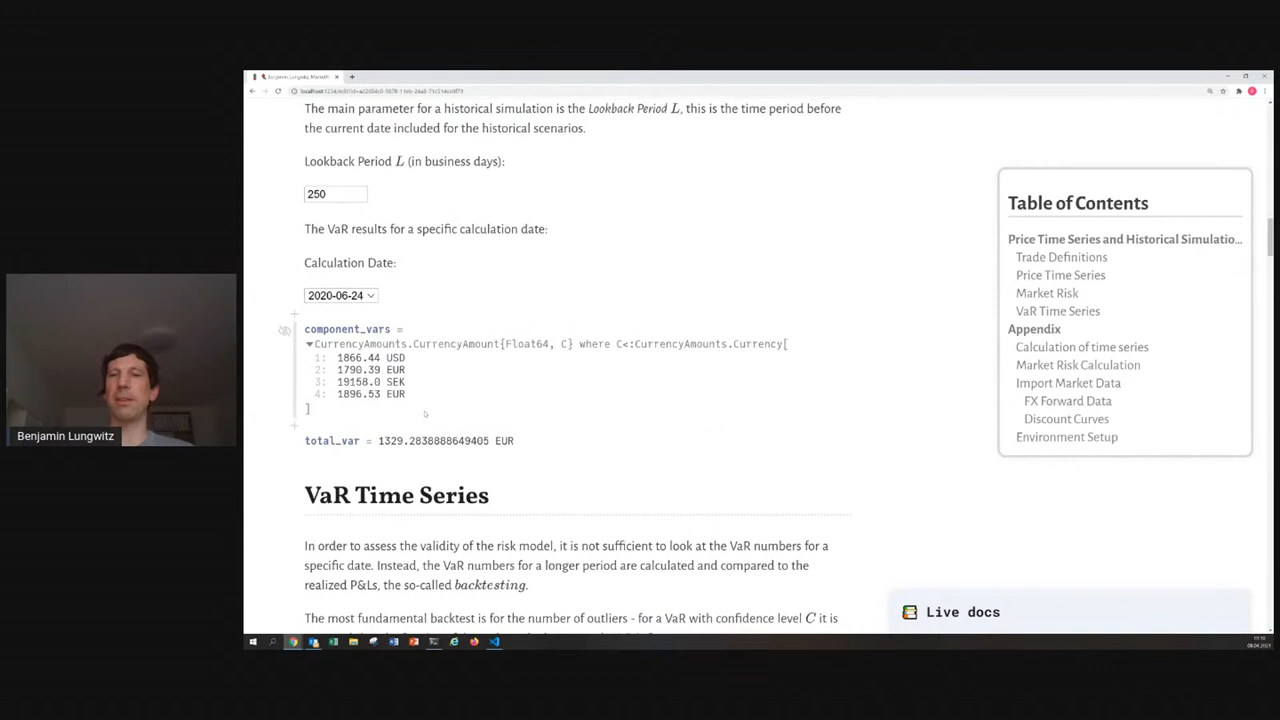 The main parameter for a historical simulation is the Lookback Period L, this is the time period before
the current date included for the historical scenarios.
Lookback Period L (in business days):
250
The VaR results for a specific calculation date:
Calculation Date:
2020-06-24
component_vars =
CurrencyAmounts.CurrencyAmount{Float64, C} where C<:CurrencyAmounts.Currency[
1: 1866.44 USD
2: 1790.39 EUR
3: 19158.0 SEK
4: 1896.53 EUR
]
total_var = 1329.2838888649405 EUR
VaR Time Series
In order to assess the validity of the risk model, it is not sufficient to look at the VaR numbers for a
specific date. Instead, the VaR numbers for a longer period are calculated and compared to the
realized P&Ls, the so-called backtesting.
The most fundamental backtest is for the number of outliers - for a VaR with confidence level C it is
Table of Contents
Price Time Series and Historical Simulatio...
Trade Definitions
Price Time Series
Market Risk
VaR Time Series
Appendix
Calculation of time series
Market Risk Calculation
Import Market Data
FX Forward Data
Discount Curves
Environment Setup
Live docs
Benjamin Lungwitz